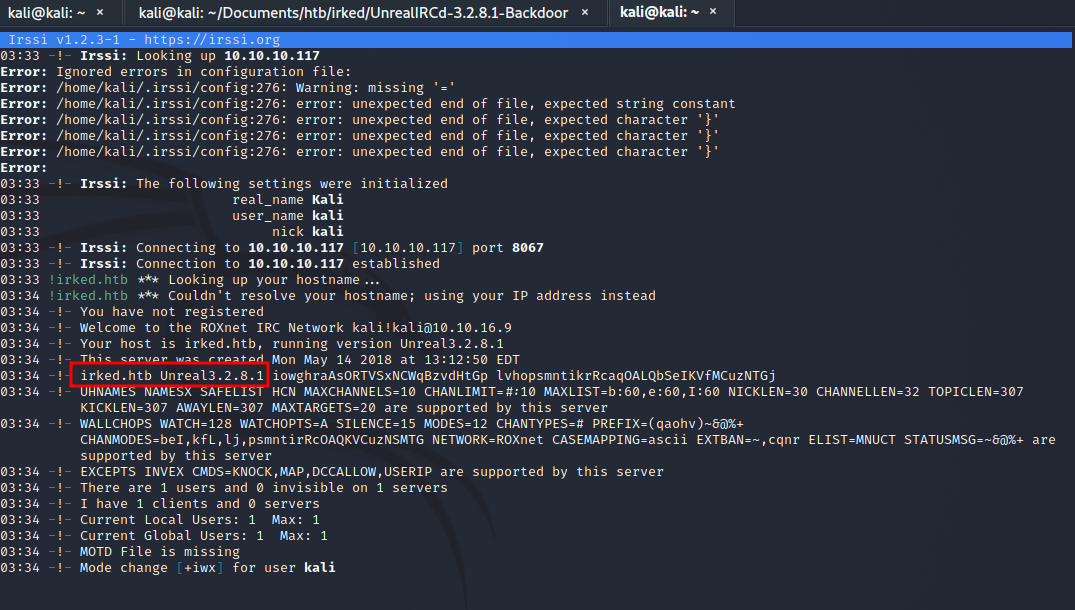 kali@kali: ~ × kali@kali: ~/Documents/htb/irked/UnrealIRCd-3.2.8.1-Backdoor × kali@kali: ~ ×
Irssi v1.2.3-1 - https://irssi.org
03:33 -!- Irssi: Looking up 10.10.10.117
Error: Ignored errors in configuration file:
Error: /home/kali/.irssi/config:276: Warning: missing '='
Error: /home/kali/.irssi/config:276: error: unexpected end of file, expected string constant
Error: /home/kali/.irssi/config:276: error: unexpected end of file, expected character '}'
Error: /home/kali/.irssi/config:276: error: unexpected end of file, expected character '}'
Error: /home/kali/.irssi/config:276: error: unexpected end of file, expected character '}'
Error:
03:33 -!- Irssi: The following settings were initialized
03:33 real_name Kali
03:33 user_name kali
03:33 nick kali
03:33 -!- Irssi: Connecting to 10.10.10.117 [10.10.10.117] port 8067
03:33 -!- Irssi: Connection to 10.10.10.117 established
03:33 !irked.htb *** Looking up your hostname...
03:34 !irked.htb *** Couldn't resolve your hostname; using your IP address instead
03:34 -!- You have not registered
03:34 -!- Welcome to the ROXnet IRC Network kali!kali@10.10.16.9
03:34 -!- Your host is irked.htb, running version Unreal3.2.8.1
03:34 -!- This server was created Mon May 14 2018 at 13:12:50 EDT
03:34 -!- irked.htb Unreal3.2.8.1 iowghraAsORTVSxNCWqBzvdHtGp lvhopsmntikrRcaqOALQbSeIKVfMCuzNTGj
03:34 -!- UHNAMES NAMESX SAFELIST HCN MAXCHANNELS=10 CHANLIMIT=#:10 MAXLIST=b:60,e:60,I:60 NICKLEN=30 CHANNELLEN=32 TOPICLEN=307
KICKLEN=307 AWAYLEN=307 MAXTARGETS=20 are supported by this server
03:34 -!- WALLCHOPS WATCH=128 WATCHOPTS=A SILENCE=15 MODES=12 CHANTYPES=# PREFIX=(qaohv)~&@%+
CHANMODES=beI,kfL,lj,psmntirRcOAQKVCuzNSMTG NETWORK=ROXnet CASEMAPPING=ascii EXTBAN=~,cqnr ELIST=MNUCT STATUSMSG=~&@%+ are
supported by this server
03:34 -!- EXCEPTS INVEX CMDS=KNOCK,MAP,DCCALLOW,USERIP are supported by this server
03:34 -!- There are 1 users and 0 invisible on 1 servers
03:34 -!- I have 1 clients and 0 servers
03:34 -!- Current Local Users: 1  Max: 1
03:34 -!- Current Global Users: 1  Max: 1
03:34 -!- MOTD File is missing
03:34 -!- Mode change [+iwx] for user kali